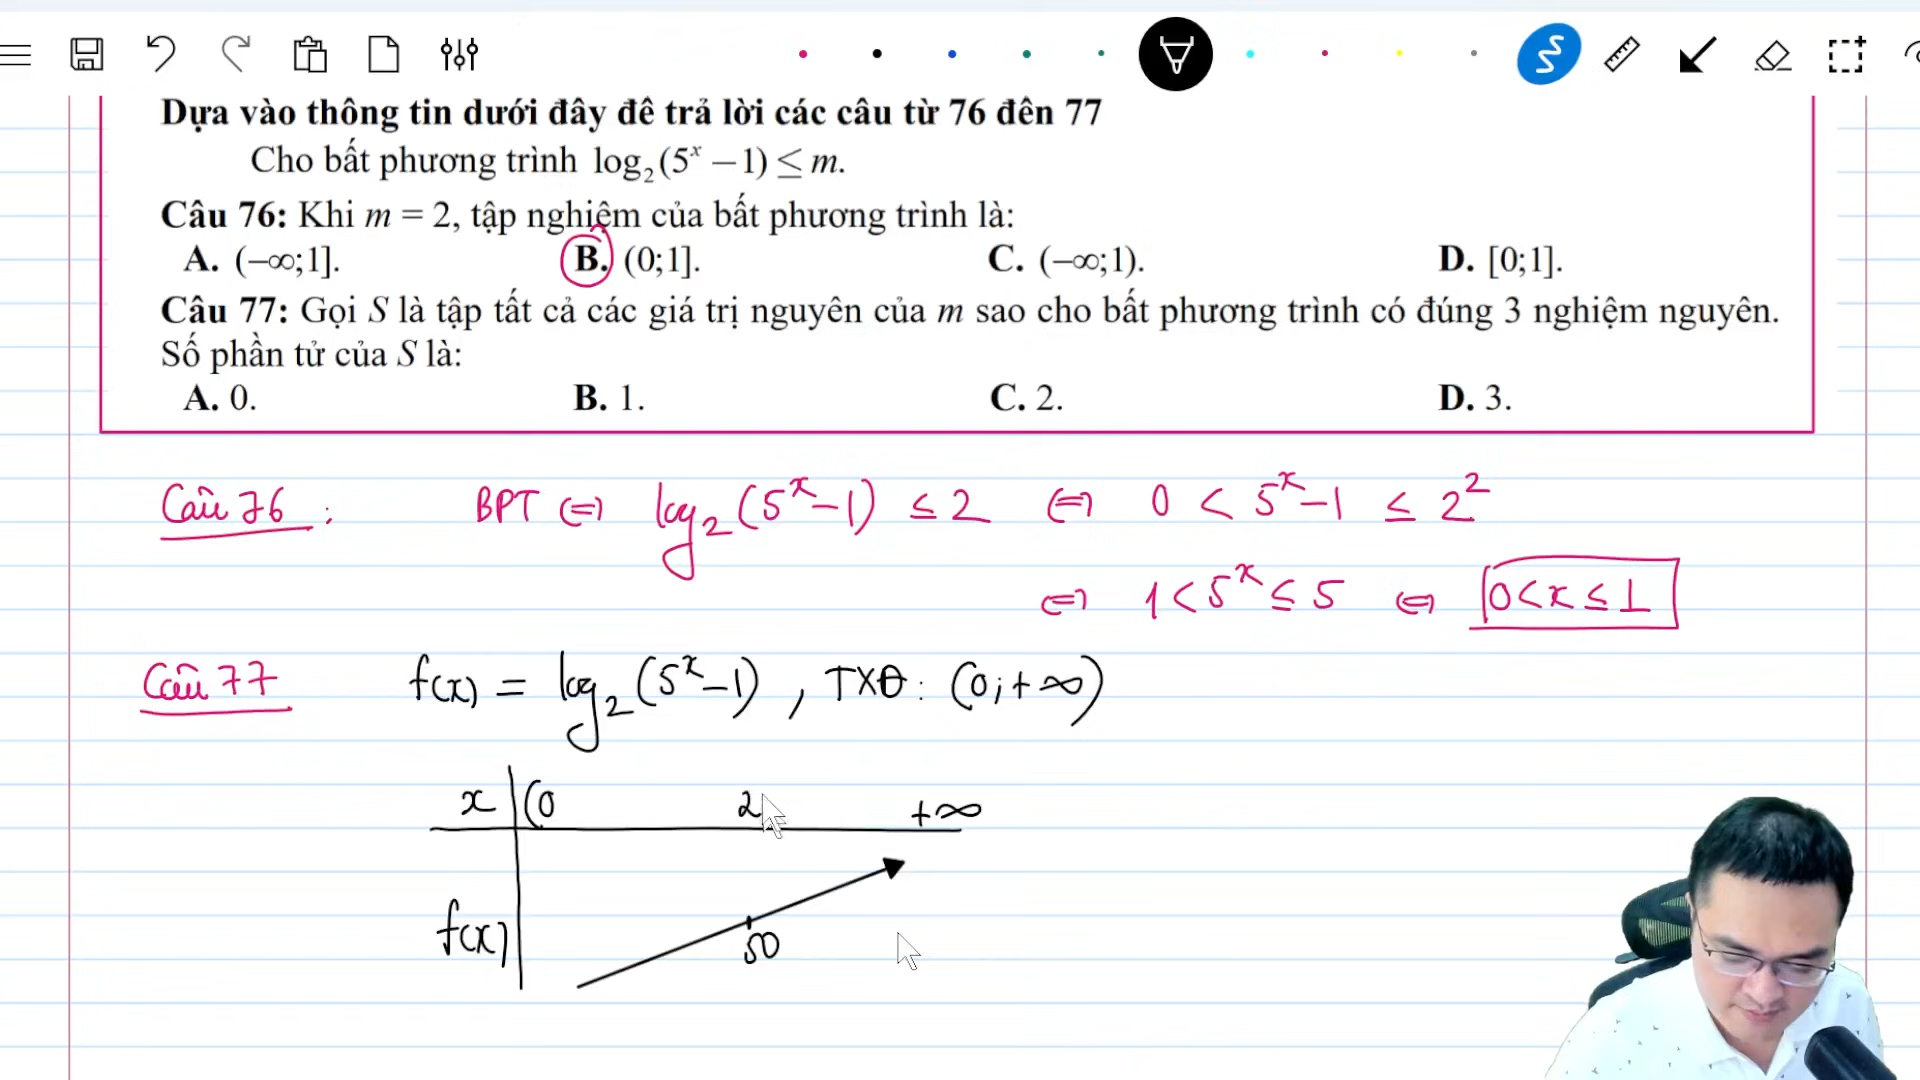 Dựa vào thông tin dưới đây để trả lời các câu từ 76 đến 77
Cho bất phương trình log₂(5ˣ − 1) ≤ m.
Câu 76: Khi m = 2, tập nghiệm của bất phương trình là:
A. (−∞;1]. B. (0;1]. C. (−∞;1). D. [0;1].
Câu 77: Gọi S là tập tất cả các giá trị nguyên của m sao cho bất phương trình có đúng 3 nghiệm nguyên.
Số phần tử của S là:
A. 0. B. 1. C. 2. D. 3.
Câu 76 : BPT ⇔ log₂(5ˣ−1) ≤ 2 ⇔ 0 < 5ˣ−1 ≤ 2²
⇔ 1 < 5ˣ ≤ 5 ⇔ 0 < x ≤ 1
Câu 77 f(x) = log₂(5ˣ−1) , TXĐ : (0;+∞)
x (0 2 +∞
f(x) 50